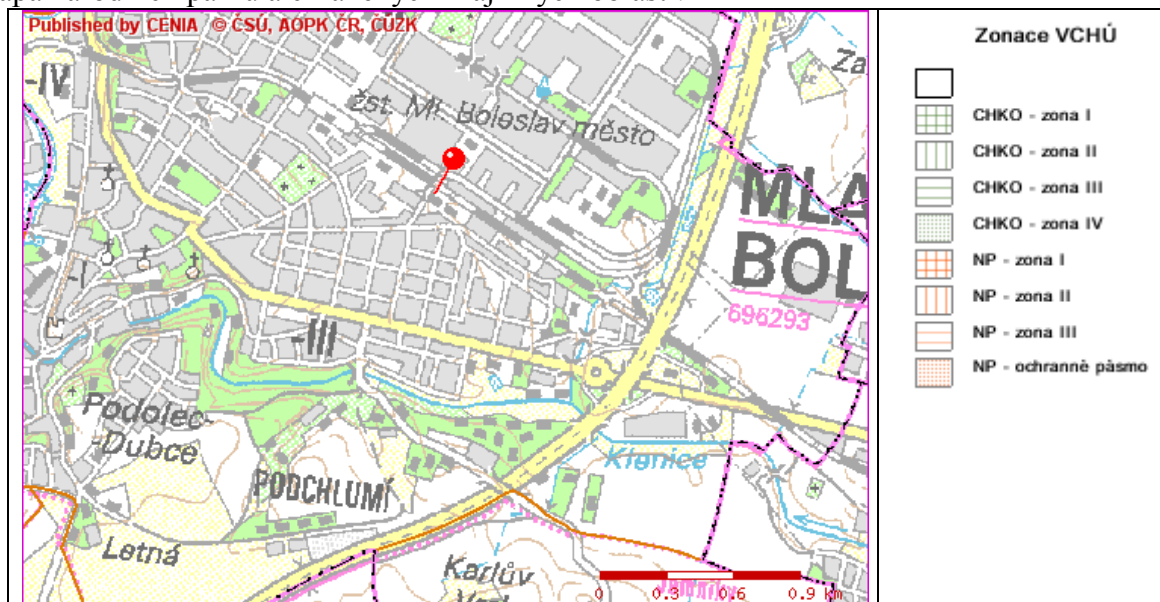 Published by CENIA © ČSÚ, AOPK ČR, ČÚZK
-IV
Za
žst. Ml. Boleslav město
MLA
BOL
696293
-I
-III
Podolec-
-Dubce
Klenice
PODCHLUMÍ
Letná
Karlův
0 0.3 0.6 0.9 km
Zonace VCHÚ
CHKO - zona I
CHKO - zona II
CHKO - zona III
CHKO - zona IV
NP - zona I
NP - zona II
NP - zona III
NP - ochranné pásmo